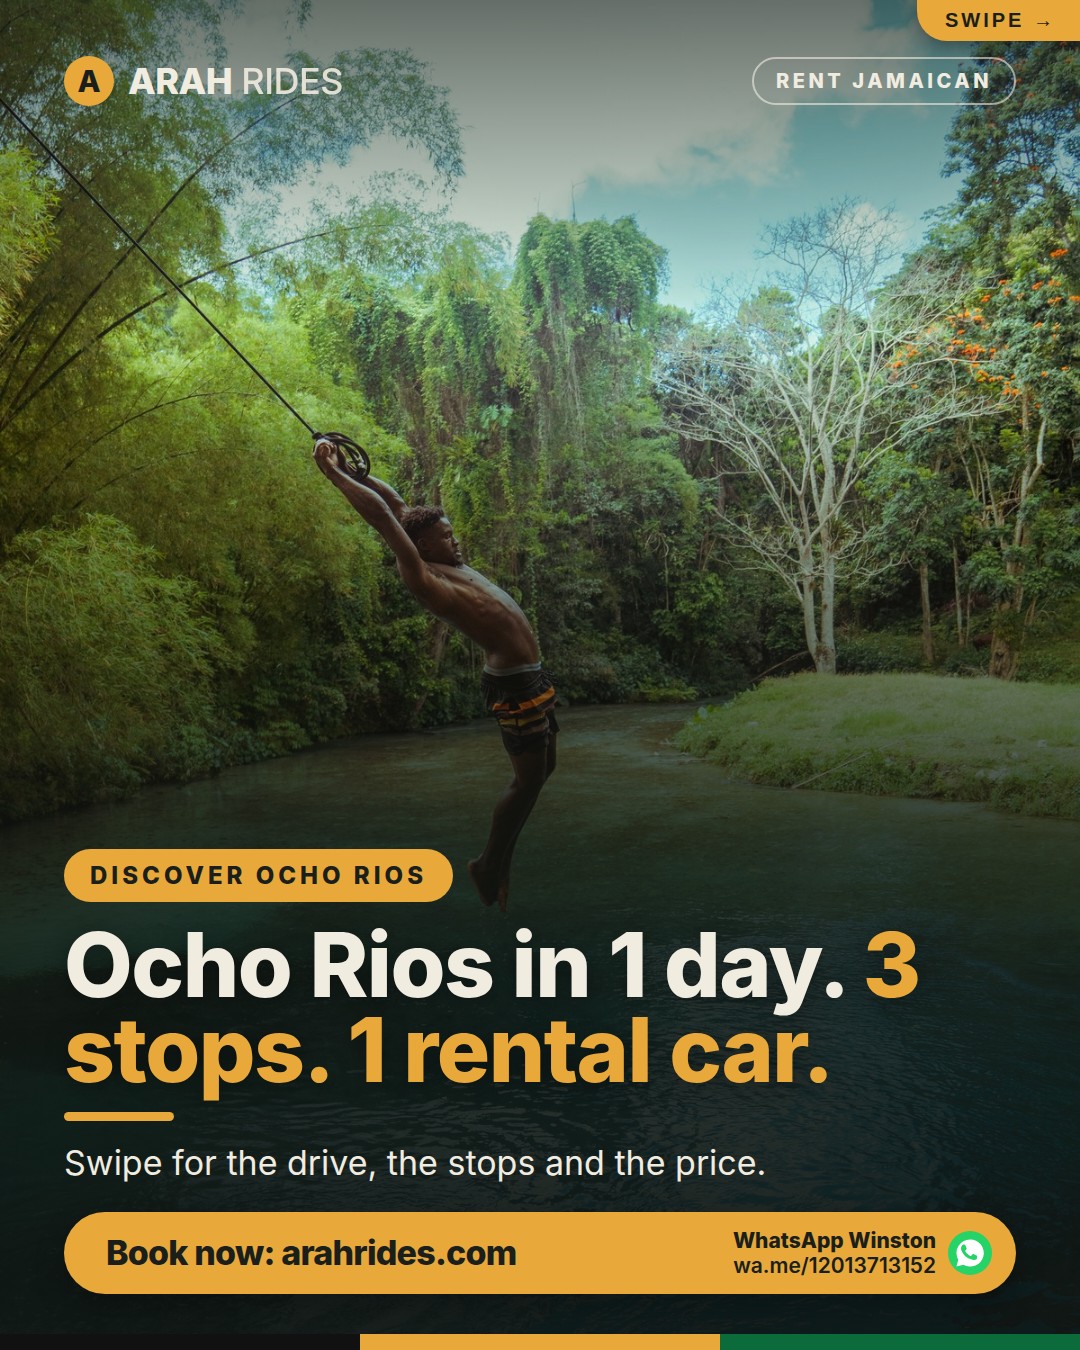 SWIPE →
A ARAH RIDES
RENT JAMAICAN
DISCOVER OCHO RIOS
Ocho Rios in 1 day. 3
stops. 1 rental car.
Swipe for the drive, the stops and the price.
Book now: arahrides.com
WhatsApp Winston
wa.me/12013713152